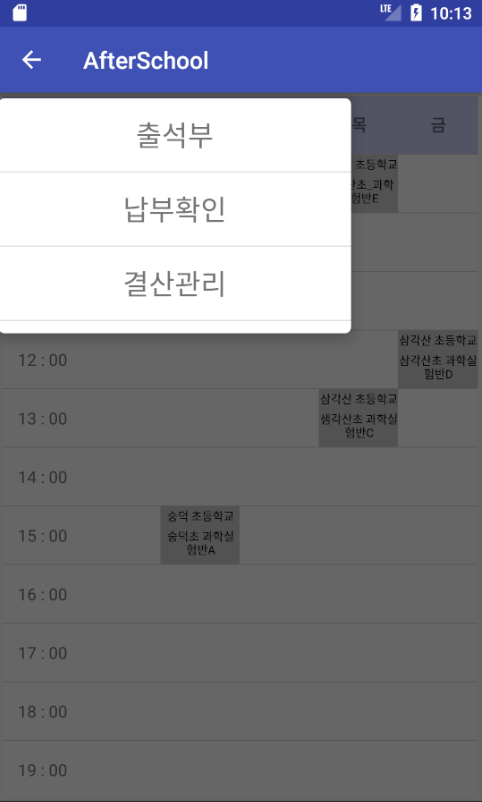 LTE 10:13
AfterSchool
목 금
출석부
납부확인
결산관리
초등학교
초_과학
험반E
12 : 00
삼각산 초등학교
삼각산초 과학실
험반D
13 : 00
삼각산 초등학교
샘각산초 과학실
험반C
14 : 00
15 : 00
숭덕 초등학교
숭덕초 과학실
험반A
16 : 00
17 : 00
18 : 00
19 : 00